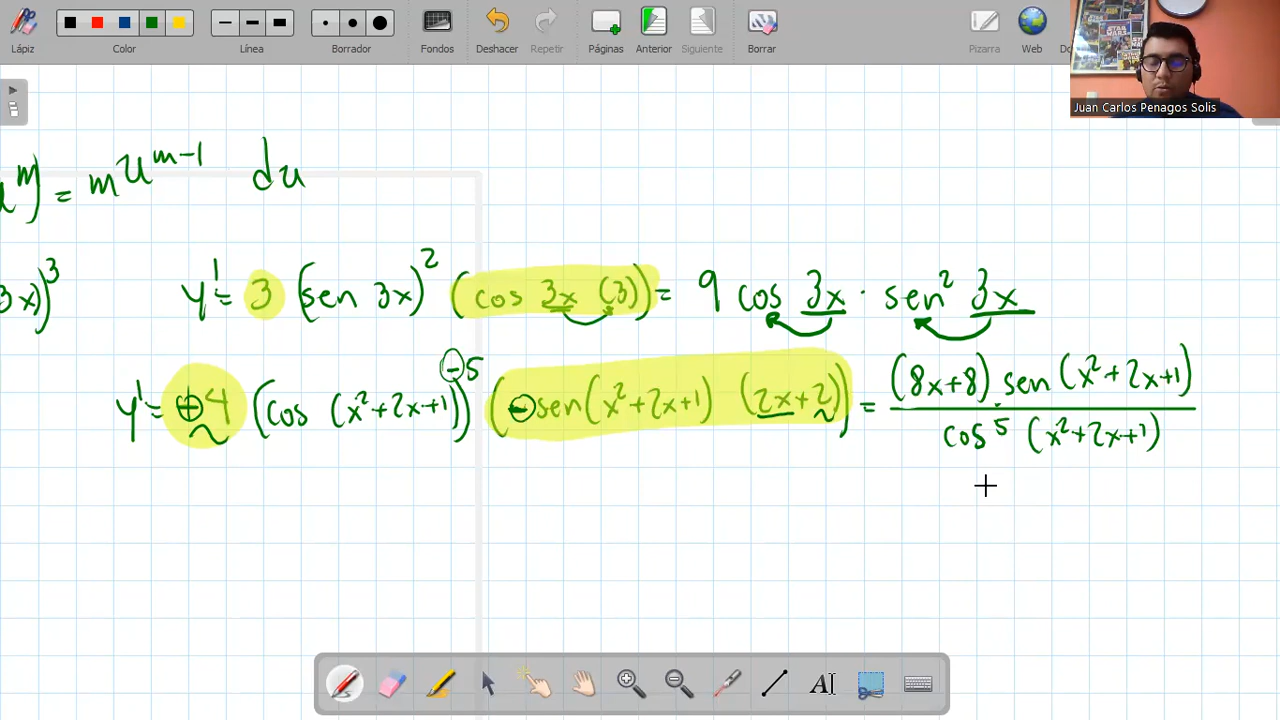 Lápiz Color Línea Borrador Fondos Deshacer Repetir Páginas Anterior Siguiente Borrar Pizarra Web
Juan Carlos Penagos Solis
u^m) = m u^{m-1} du
3x))^3 y' = 3 (sen 3x)^2 (cos 3x (3)) = 9 cos 3x · sen^2 3x
y' = +4 (cos (x^2+2x+1))^{-5} (-sen(x^2+2x+1) (2x+2)) = (8x+8) sen (x^2+2x+1)
cos^5 (x^2+2x+1)